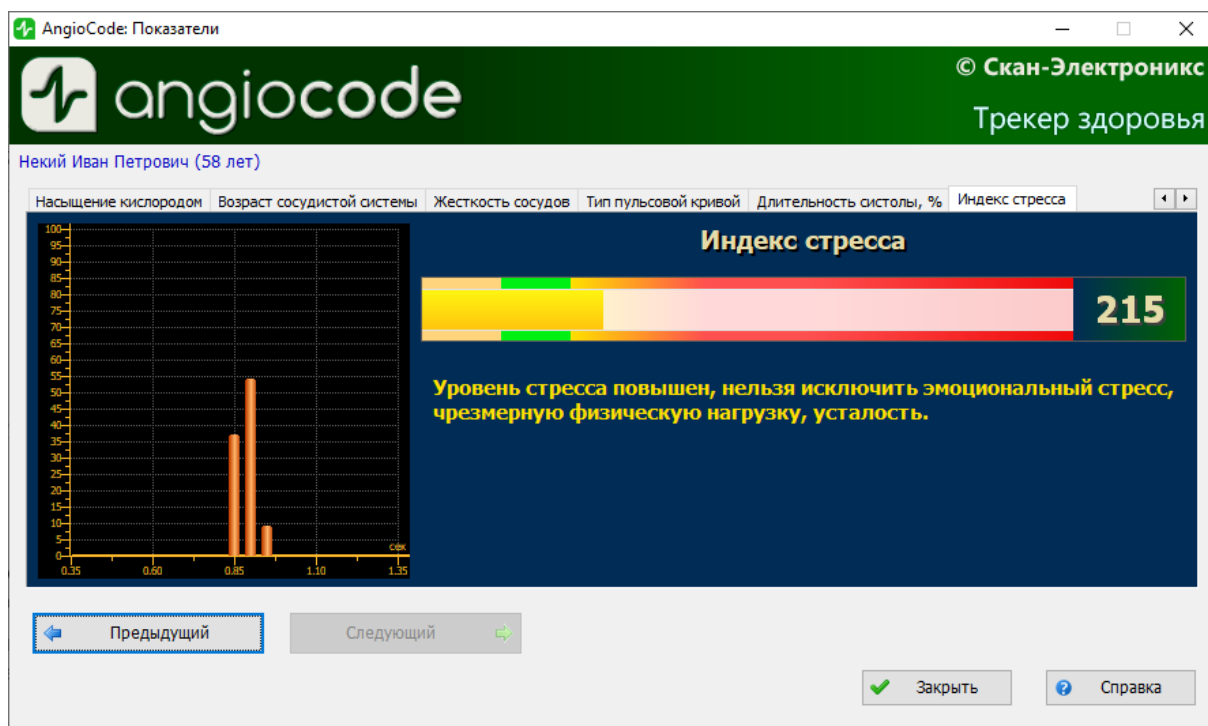 AngioCode: Показатели
angiocode
© Скан-Электроникс
Трекер здоровья
Некий Иван Петрович (58 лет)
Насыщение кислородом Возраст сосудистой системы Жесткость сосудов Тип пульсовой кривой Длительность систолы, % Индекс стресса
100
95
90
85
80
75
70
65
60
55
50
45
40
35
30
25
20
15
10
5
0
сек
0.35 0.60 0.85 1.10 1.35
Индекс стресса
215
Уровень стресса повышен, нельзя исключить эмоциональный стресс,
чрезмерную физическую нагрузку, усталость.
Предыдущий Следующий
Закрыть Справка